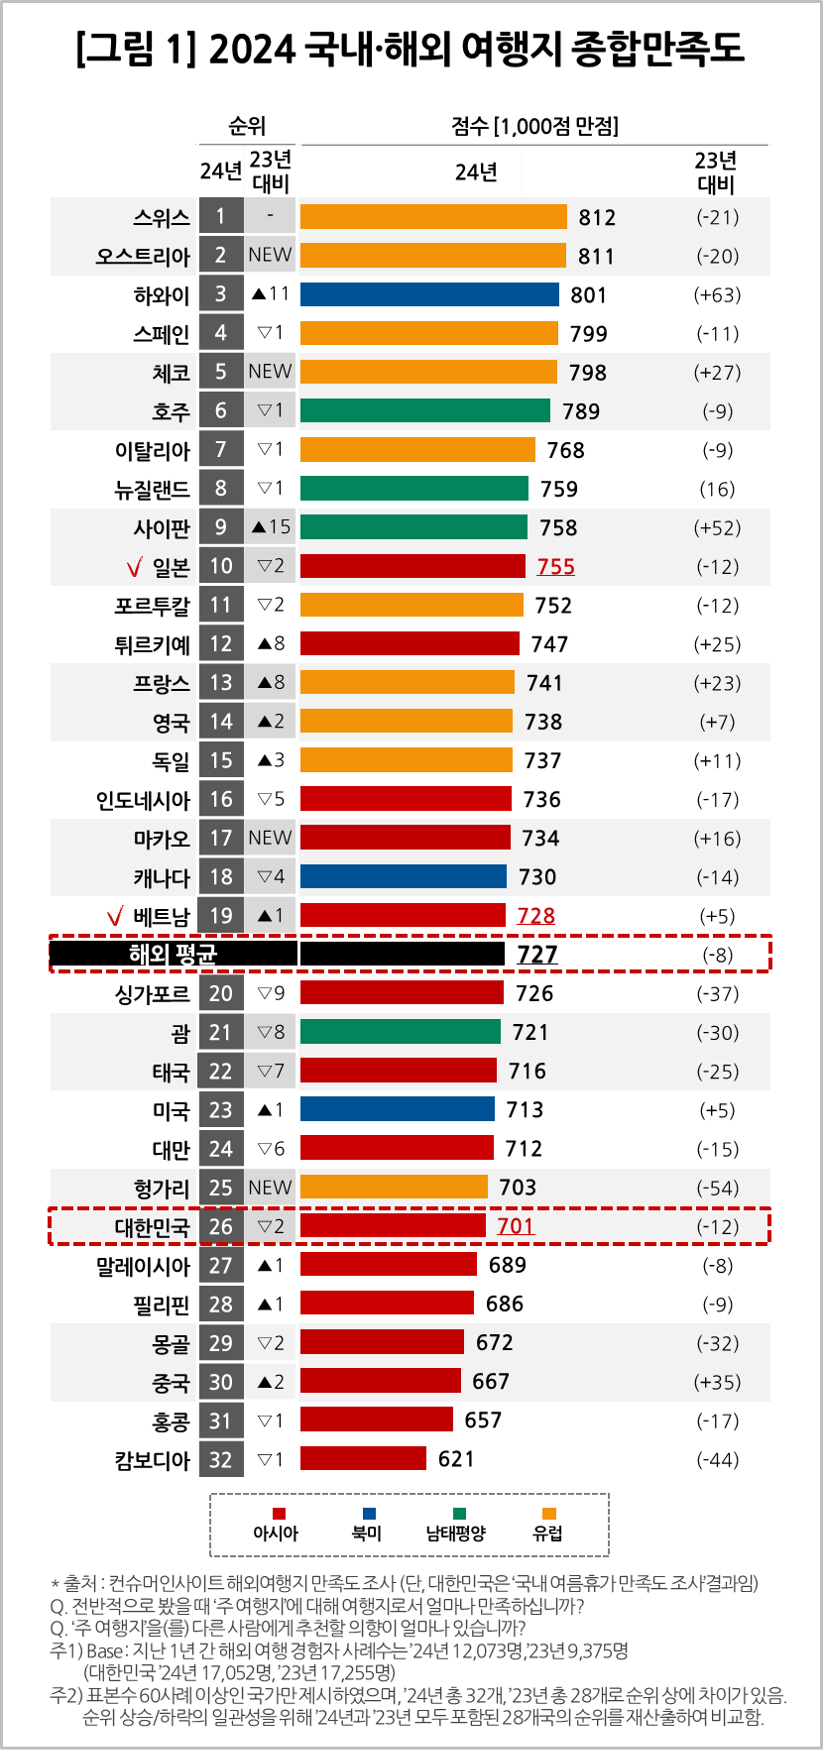 [그림 1] 2024 국내·해외 여행지 종합만족도
순위 점수 [1,000점 만점]
24년 23년 대비 24년 23년 대비
스위스 1 - 812 (-21)
오스트리아 2 NEW 811 (-20)
하와이 3 ▲11 801 (+63)
스페인 4 ▽1 799 (-11)
체코 5 NEW 798 (+27)
호주 6 ▽1 789 (-9)
이탈리아 7 ▽1 768 (-9)
뉴질랜드 8 ▽1 759 (16)
사이판 9 ▲15 758 (+52)
√ 일본 10 ▽2 755 (-12)
포르투칼 11 ▽2 752 (-12)
튀르키예 12 ▲8 747 (+25)
프랑스 13 ▲8 741 (+23)
영국 14 ▲2 738 (+7)
독일 15 ▲3 737 (+11)
인도네시아 16 ▽5 736 (-17)
마카오 17 NEW 734 (+16)
캐나다 18 ▽4 730 (-14)
√ 베트남 19 ▲1 728 (+5)
해외 평균 727 (-8)
싱가포르 20 ▽9 726 (-37)
괌 21 ▽8 721 (-30)
태국 22 ▽7 716 (-25)
미국 23 ▲1 713 (+5)
대만 24 ▽6 712 (-15)
헝가리 25 NEW 703 (-54)
대한민국 26 ▽2 701 (-12)
말레이시아 27 ▲1 689 (-8)
필리핀 28 ▲1 686 (-9)
몽골 29 ▽2 672 (-32)
중국 30 ▲2 667 (+35)
홍콩 31 ▽1 657 (-17)
캄보디아 32 ▽1 621 (-44)
아시아 북미 남태평양 유럽
* 출처 : 컨슈머인사이트 해외여행지 만족도 조사 (단, 대한민국은 '국내 여름휴가 만족도 조사'결과임)
Q. 전반적으로 봤을 때 '주 여행지'에 대해 여행지로서 얼마나 만족하십니까?
Q. '주 여행지'을(를) 다른 사람에게 추천할 의향이 얼마나 있습니까?
주1) Base : 지난 1년 간 해외 여행 경험자 사례수는 '24년 12,073명, '23년 9,375명
(대한민국 '24년 17,052명, '23년 17,255명)
주2) 표본수 60사례 이상인 국가만 제시하였으며, '24년 총 32개, '23년 총 28개로 순위 상에 차이가 있음.
순위 상승/하락의 일관성을 위해 '24년과 '23년 모두 포함된 28개국의 순위를 재산출하여 비교함.